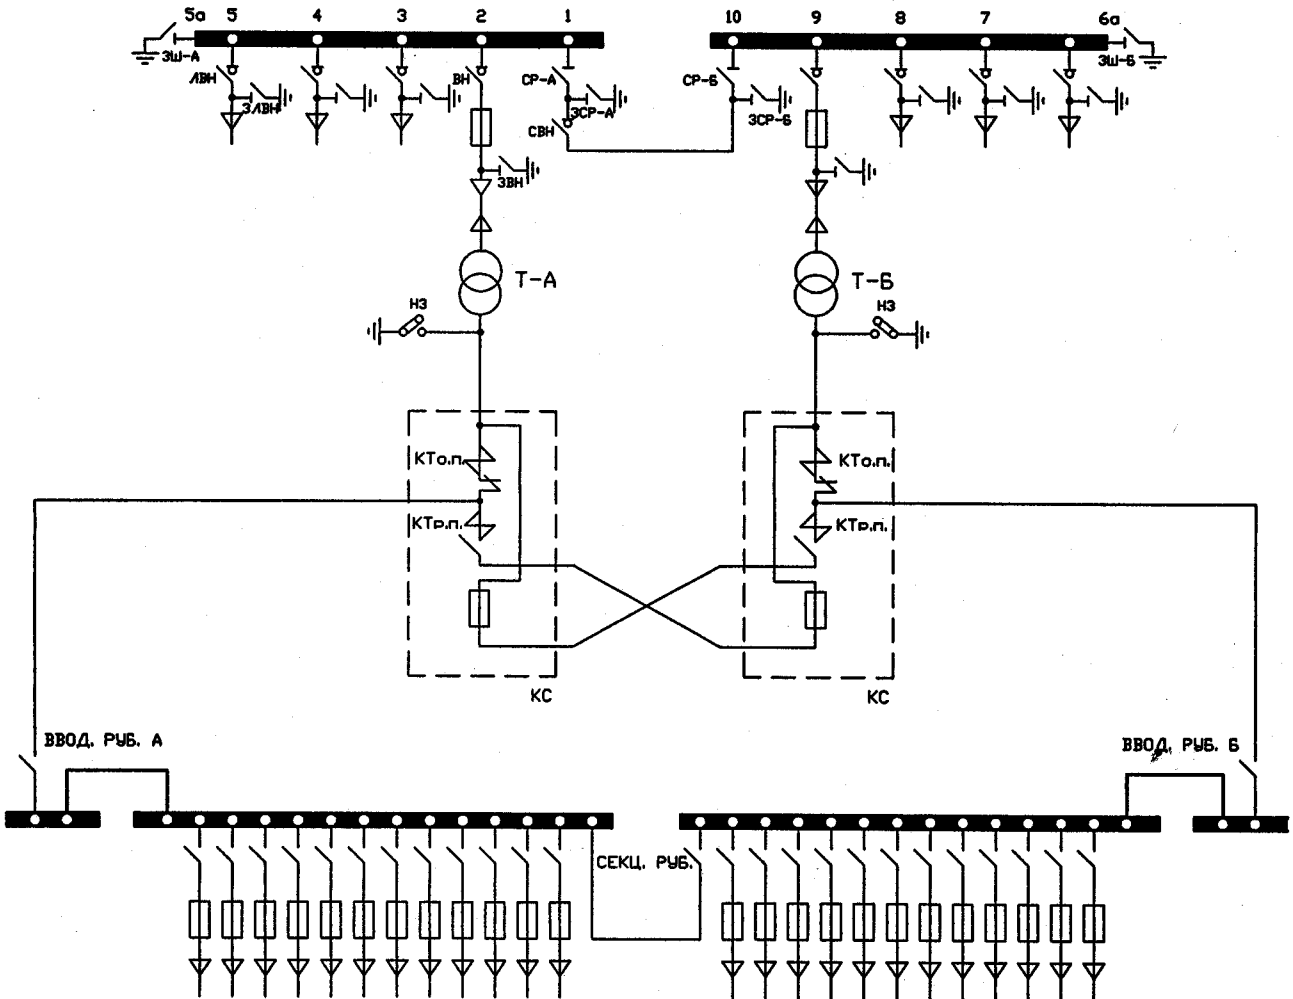 5а 5 4 3 2 1 10 9 8 7 6а
ЗШ-А ЗШ-Б
ЛВН ВН СР-А СР-Б
ЗЛВН ЗСР-А ЗСР-Б
СВН
ЗВН
Т-А Т-Б
НЗ НЗ
КТо.п. КТо.п.
КТр.п. КТр.п.
КС КС
ВВОД. РУБ. А ВВОД. РУБ. Б
СЕКЦ. РУБ.